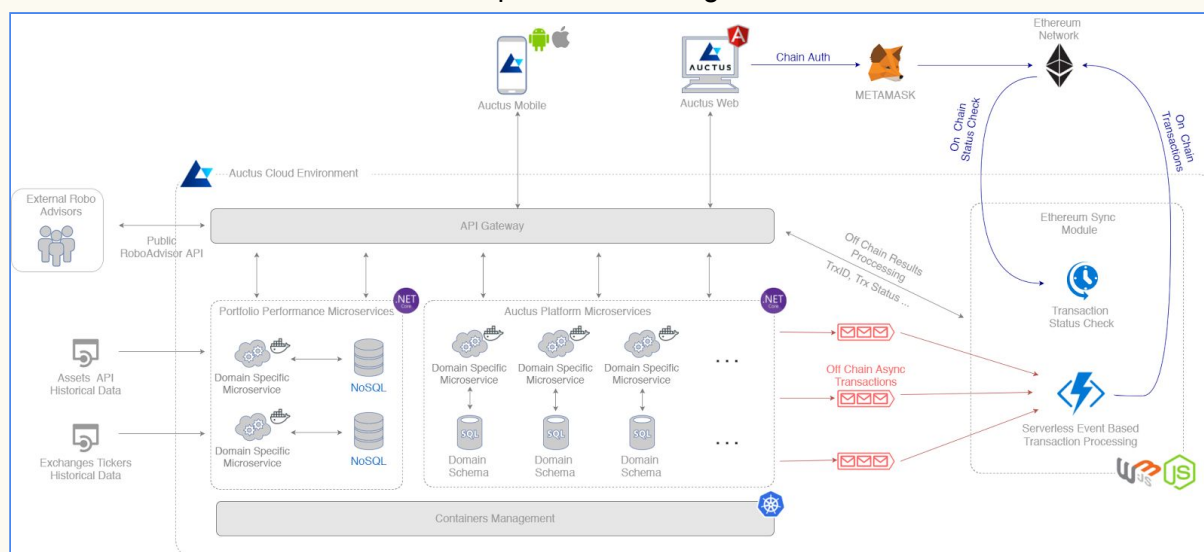 Ethereum
Network
Chain Auth
AUCTUS
METAMASK
Auctus Mobile
Auctus Web
On Chain
Status Check
On Chain
Transactions
Auctus Cloud Environment
External Robo
Advisors
Public
RoboAdvisor API
API Gateway
Ethereum Sync
Module
Off Chain Results
Proccessing
TrxID, Trx Status ...
Transaction
Status Check
.NET
Core
Portfolio Performance Microservices
.NET
Core
Auctus Platform Microservices
Assets API
Historical Data
Domain Specific
Microservice
NoSQL
Domain Specific
Microservice
Domain Specific
Microservice
Domain Specific
Microservice
...
Off Chain Async
Transactions
Exchanges Tickers
Historical Data
Domain Specific
Microservice
NoSQL
SQL
SQL
SQL
Domain
Schema
Domain
Schema
Domain
Schema
...
Serverless Event Based
Transaction Processing
JS
JS
Containers Management